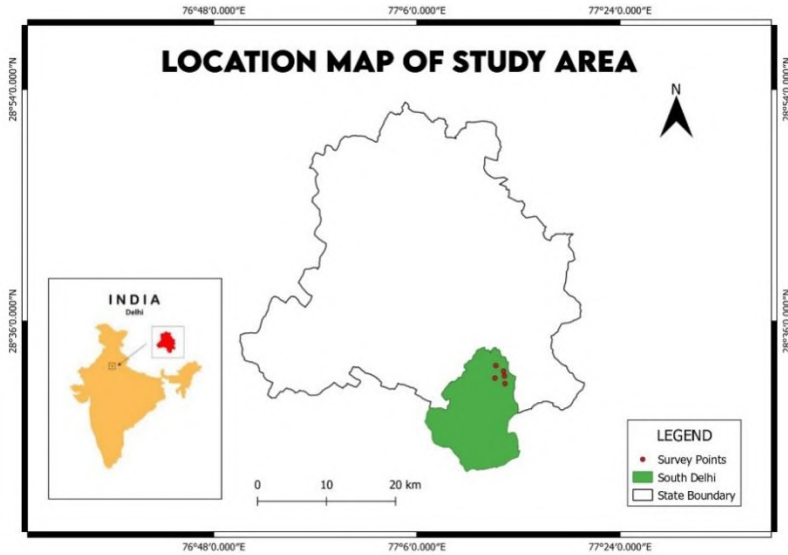 76°48'0.000"E 77°6'0.000"E 77°24'0.000"E
LOCATION MAP OF STUDY AREA
28°54'0.000"N
28°54'0.000"N
N
INDIA
Delhi
28°36'0.000"N
28°36'0.000"N
LEGEND
Survey Points
South Delhi
State Boundary
0 10 20 km
76°48'0.000"E 77°6'0.000"E 77°24'0.000"E